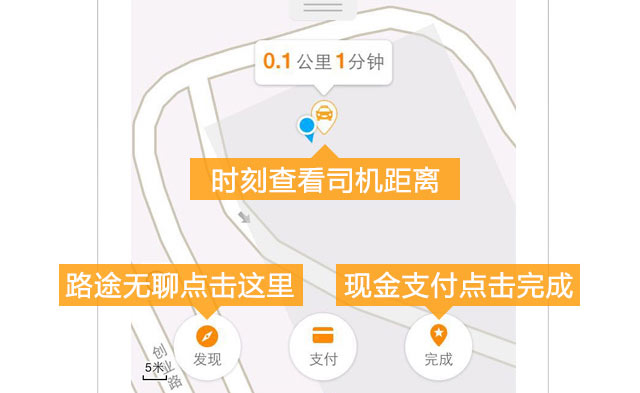 0.1公里1分钟
时刻查看司机距离
路途无聊点击这里
现金支付点击完成
发现
支付
完成
创业路
5米